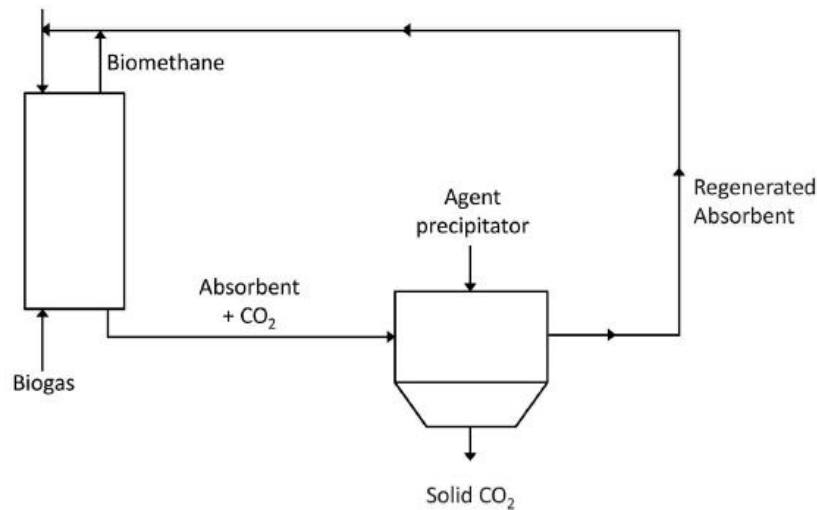 Biomethane
Regenerated
Absorbent
Agent
precipitator
Absorbent
+ CO₂
Biogas
Solid CO₂